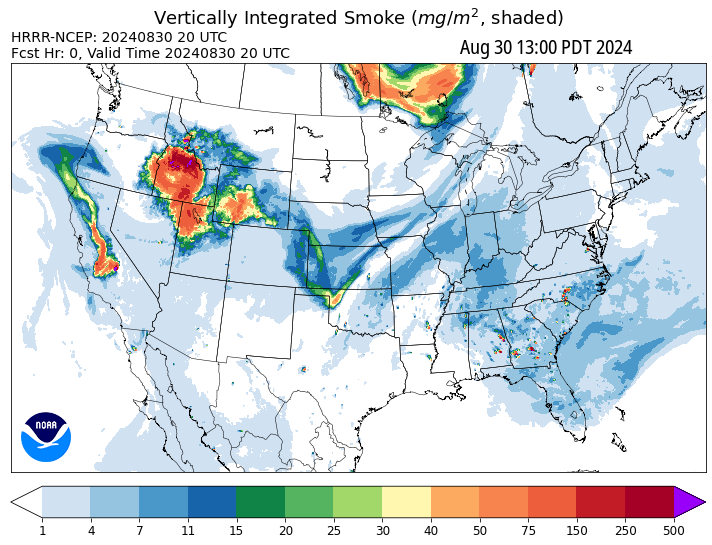 Vertically Integrated Smoke (mg/m², shaded)
HRRR-NCEP: 20240830 20 UTC
Fcst Hr: 0, Valid Time 20240830 20 UTC
Aug 30 13:00 PDT 2024
NOAA
1 4 7 11 15 20 25 30 40 50 75 150 250 500